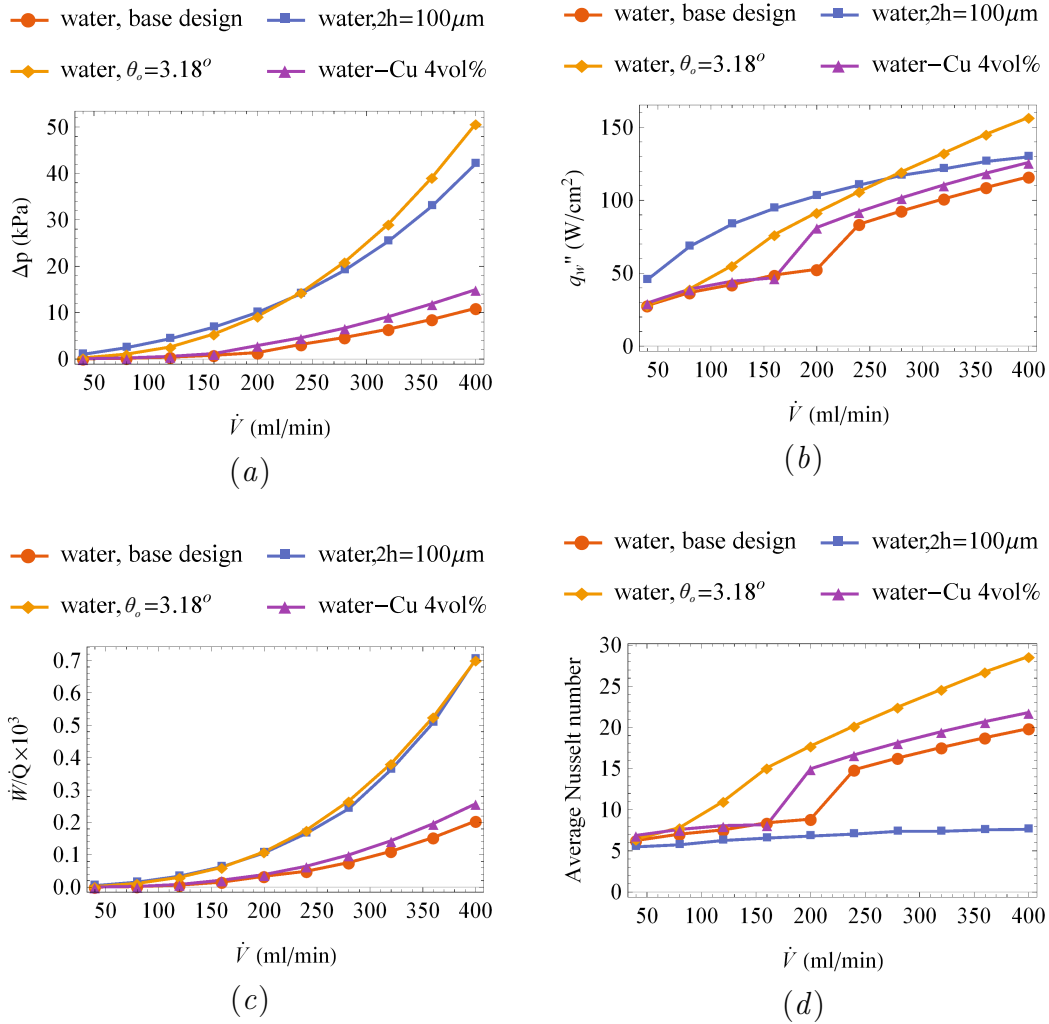 water, base design
water,2h=100μm
water, θₒ=3.18°
water−Cu 4vol%
Δp (kPa)
50
40
30
20
10
0
50 100 150 200 250 300 350 400
V̇ (ml/min)
(a)
water, base design
water,2h=100μm
water, θₒ=3.18°
water−Cu 4vol%
q_w" (W/cm²)
150
100
50
0
50 100 150 200 250 300 350 400
V̇ (ml/min)
(b)
water, base design
water,2h=100μm
water, θₒ=3.18°
water−Cu 4vol%
Ẇ/Q̇×10³
0.7
0.6
0.5
0.4
0.3
0.2
0.1
0.0
50 100 150 200 250 300 350 400
V̇ (ml/min)
(c)
water, base design
water,2h=100μm
water, θₒ=3.18°
water−Cu 4vol%
Average Nusselt number
30
25
20
15
10
5
0
50 100 150 200 250 300 350 400
V̇ (ml/min)
(d)